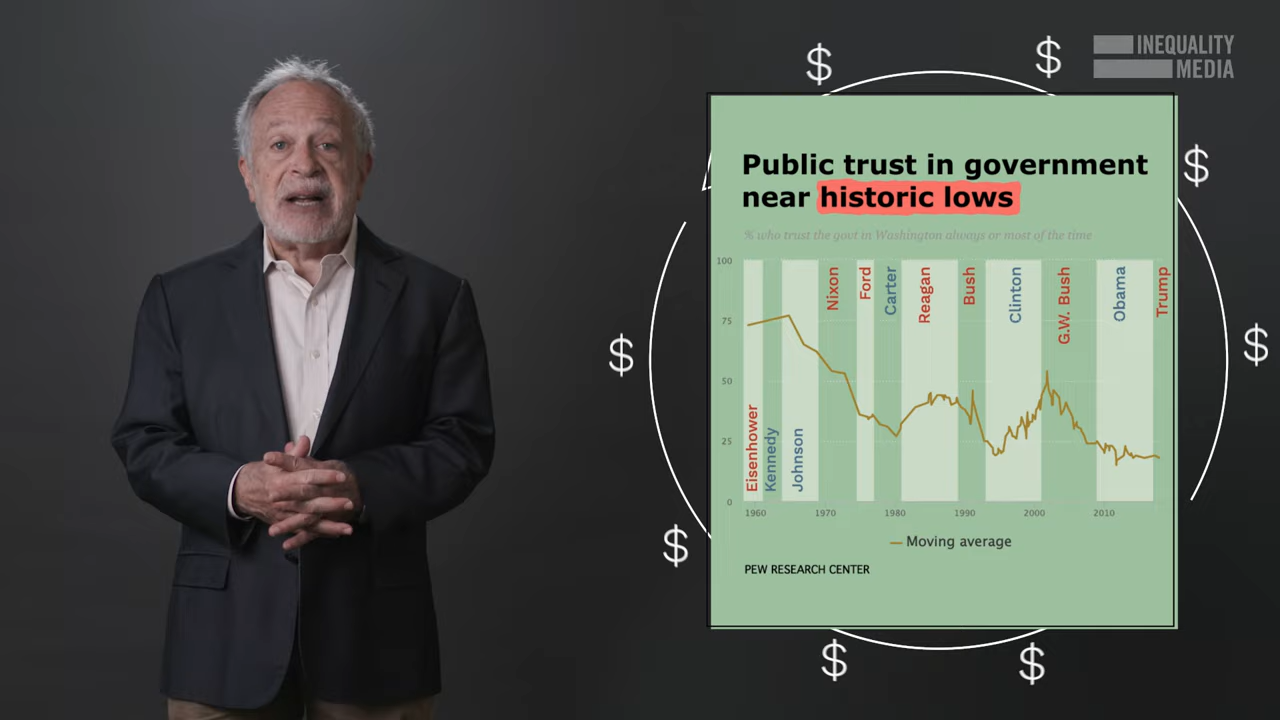 INEQUALITY
MEDIA
$ $
$
$ $
$
$ $
Public trust in government
near historic lows
% who trust the govt in Washington always or most of the time
100
75
50
25
0
Eisenhower
Kennedy
Johnson
Nixon
Ford
Carter
Reagan
Bush
Clinton
G.W. Bush
Obama
Trump
1960 1970 1980 1990 2000 2010
Moving average
PEW RESEARCH CENTER